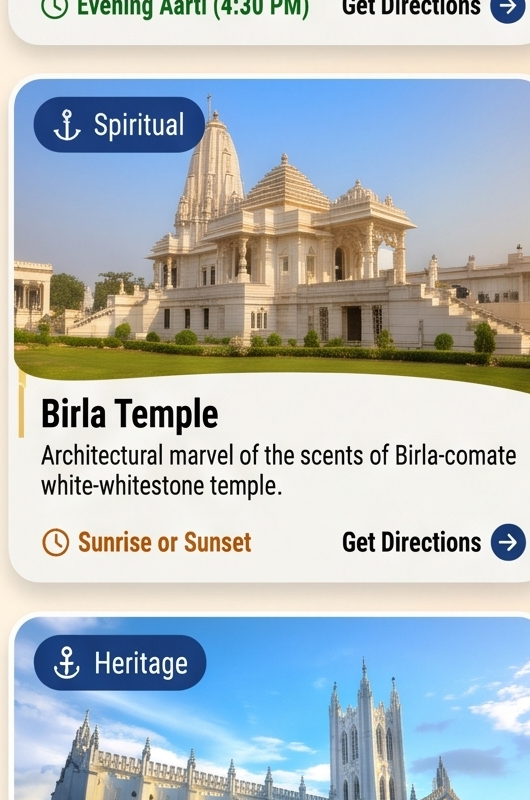 Evening Aarti (4:30 PM) Get Directions
Spiritual
Birla Temple
Architectural marvel of the scents of Birla-comate
white-whitestone temple.
Sunrise or Sunset Get Directions
Heritage